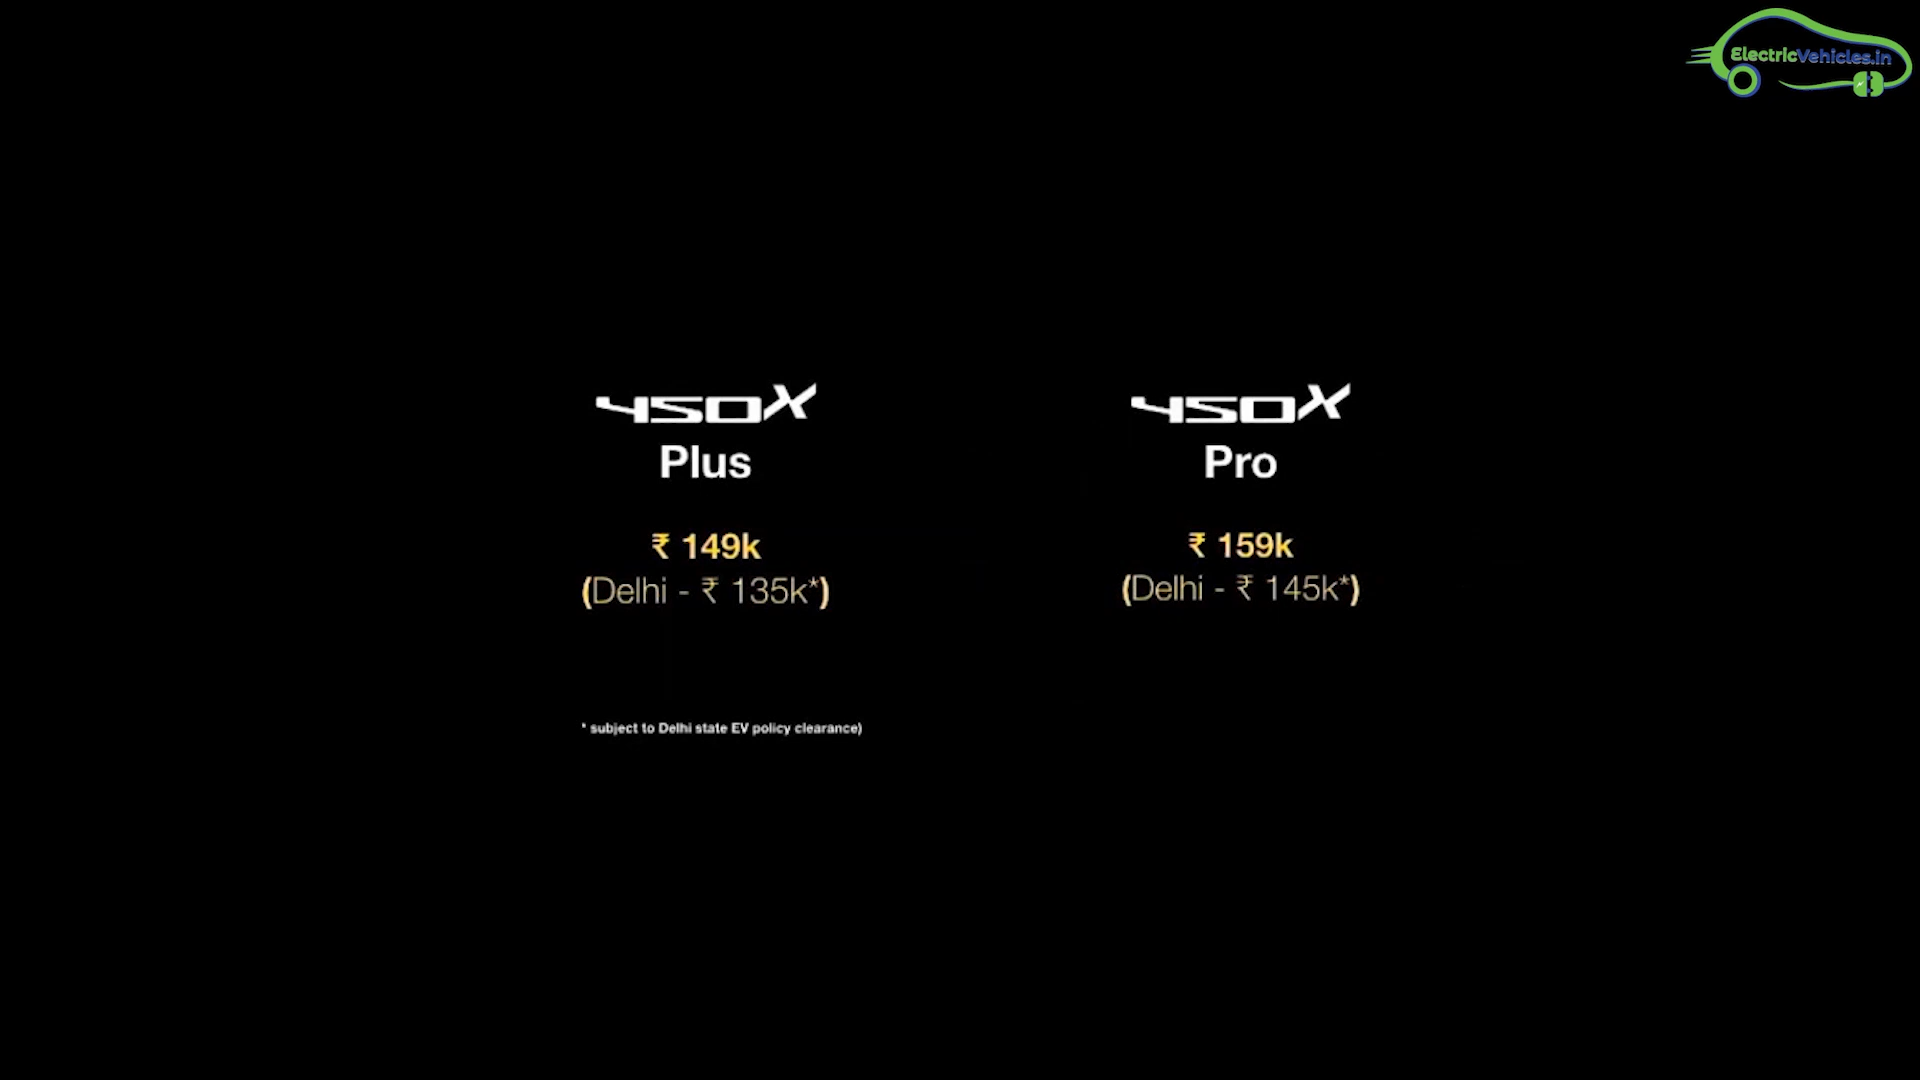 ElectricVehicles.in
450X
Plus
₹ 149k
(Delhi - ₹ 135k*)
450X
Pro
₹ 159k
(Delhi - ₹ 145k*)
* subject to Delhi state EV policy clearance)